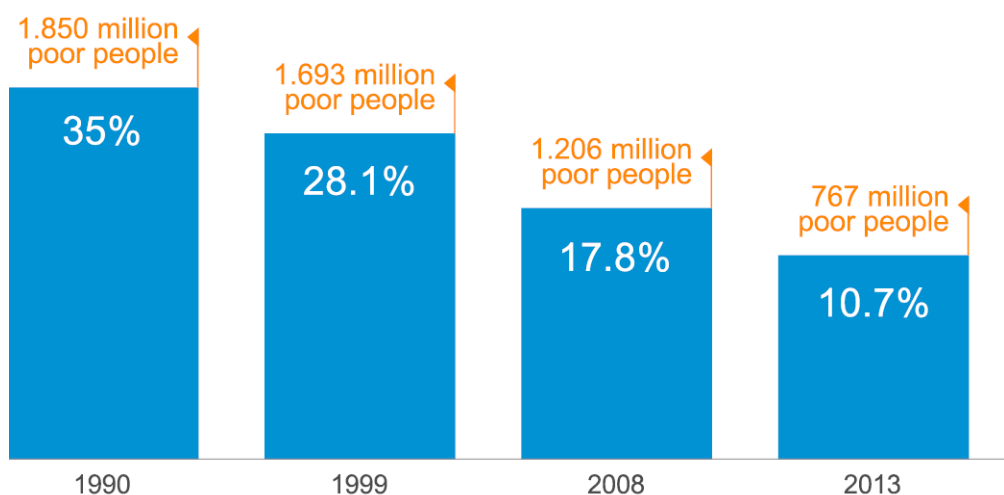 1.850 million
poor people
35%
1.693 million
poor people
28.1%
1.206 million
poor people
17.8%
767 million
poor people
10.7%
1990
1999
2008
2013